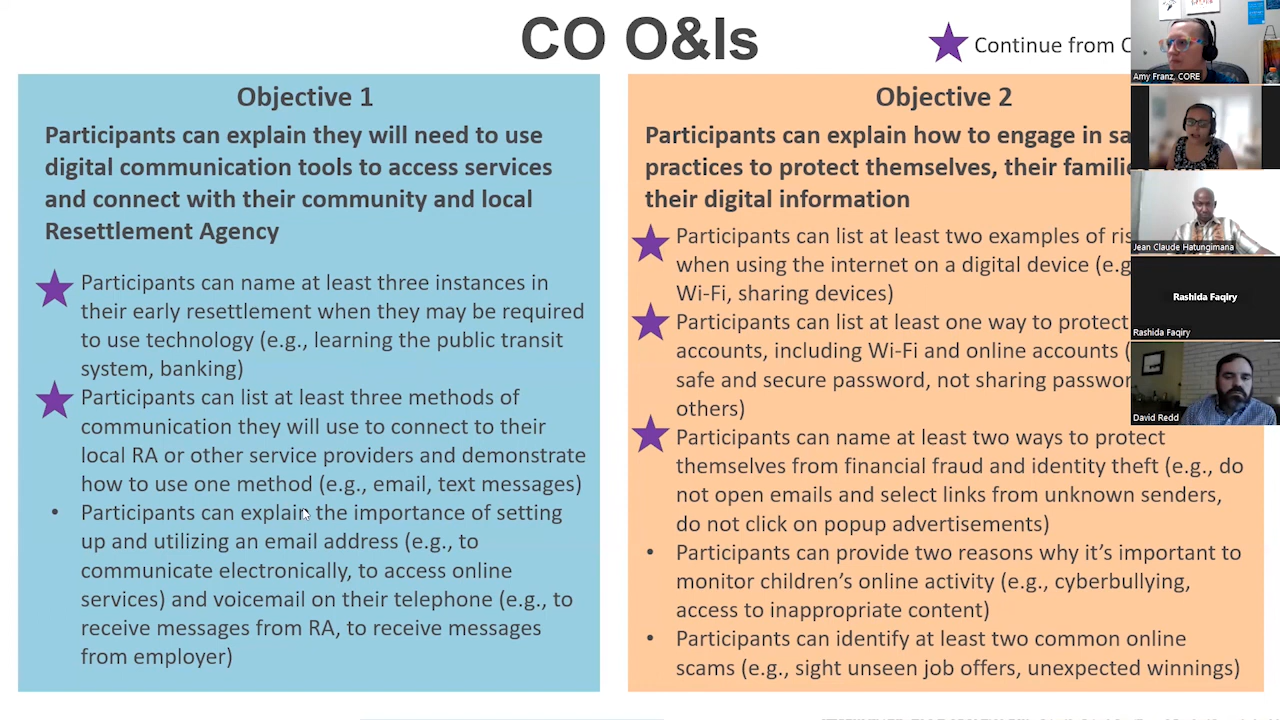 CO O&Is
Continue from
Objective 1
Participants can explain they will need to use
digital communication tools to access services
and connect with their community and local
Resettlement Agency
Participants can name at least three instances in
their early resettlement when they may be required
to use technology (e.g., learning the public transit
system, banking)
Participants can list at least three methods of
communication they will use to connect to their
local RA or other service providers and demonstrate
how to use one method (e.g., email, text messages)
• Participants can explain the importance of setting
up and utilizing an email address (e.g., to
communicate electronically, to access online
services) and voicemail on their telephone (e.g., to
receive messages from RA, to receive messages
from employer)
Objective 2
Participants can explain how to engage in
practices to protect themselves, their
their digital information
Participants can list at least two examples of
when using the internet on a digital device (e.g
Wi-Fi, sharing devices)
Participants can list at least one way to protect
accounts, including Wi-Fi and online accounts (
safe and secure password, not sharing
others)
Participants can name at least two ways to protect
themselves from financial fraud and identity theft (e.g., do
not open emails and select links from unknown senders,
do not click on popup advertisements)
• Participants can provide two reasons why it's important to
monitor children's online activity (e.g., cyberbullying,
access to inappropriate content)
• Participants can identify at least two common online
scams (e.g., sight unseen job offers, unexpected winnings)
Amy Franz, CORE
Jean Claude Hatungimana
Rashida Faqiry
Rashida Faqiry
David Redd